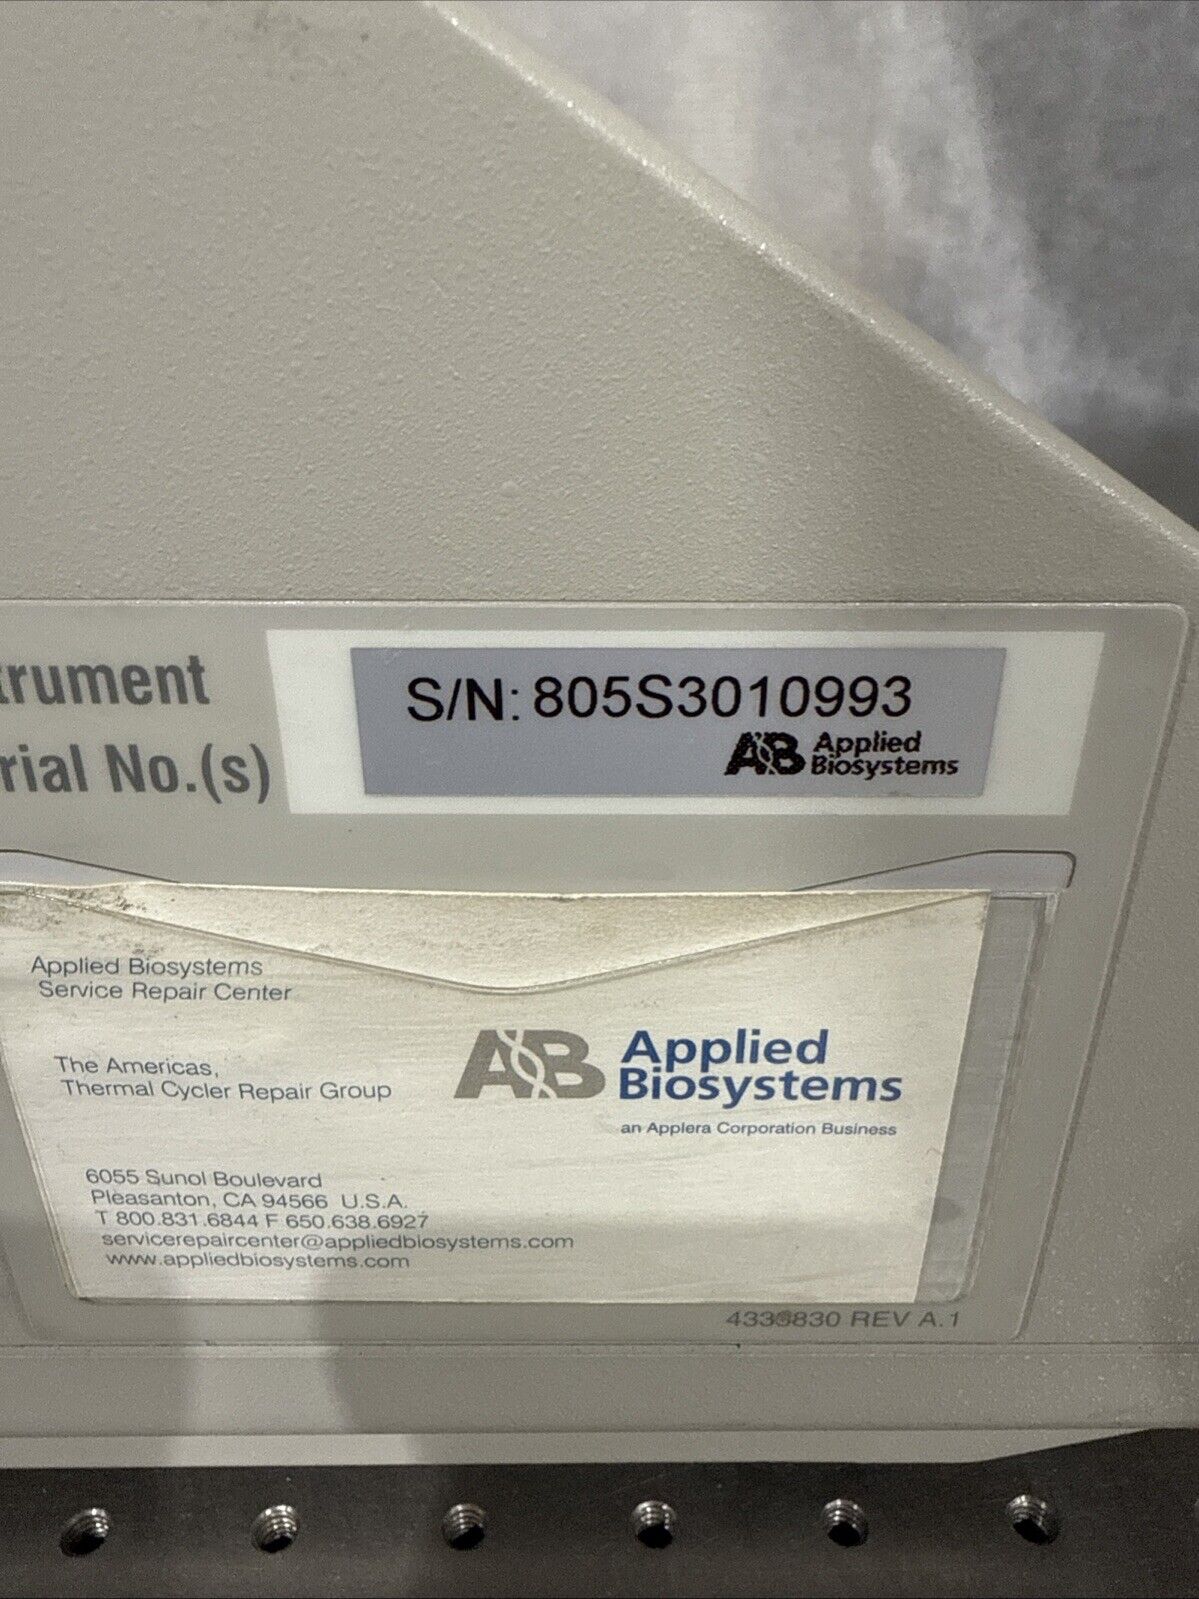 trument
rial No.(s)
S/N: 805S3010993
AB Applied
Biosystems
Applied Biosystems
Service Repair Center
The Americas,
Thermal Cycler Repair Group
AB Applied
Biosystems
an Applera Corporation Business
6055 Sunol Boulevard
Pleasanton, CA 94566 U.S.A.
T 800.831.6844 F 650.638.6927
servicerepaircenter@appliedbiosystems.com
www.appliedbiosystems.com
REV A.1